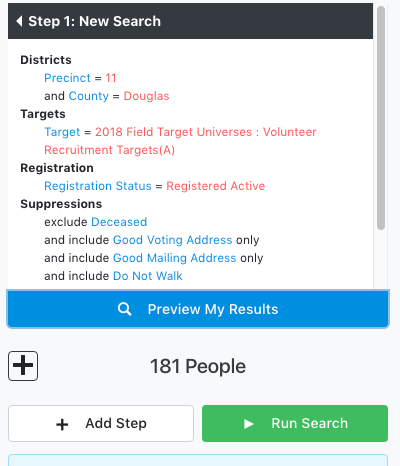 Step 1: New Search
Districts
Precinct = 11
and County = Douglas
Targets
Target = 2018 Field Target Universes : Volunteer
Recruitment Targets(A)
Registration
Registration Status = Registered Active
Suppressions
exclude Deceased
and include Good Voting Address only
and include Good Mailing Address only
and include Do Not Walk
Preview My Results
181 People
Add Step
Run Search